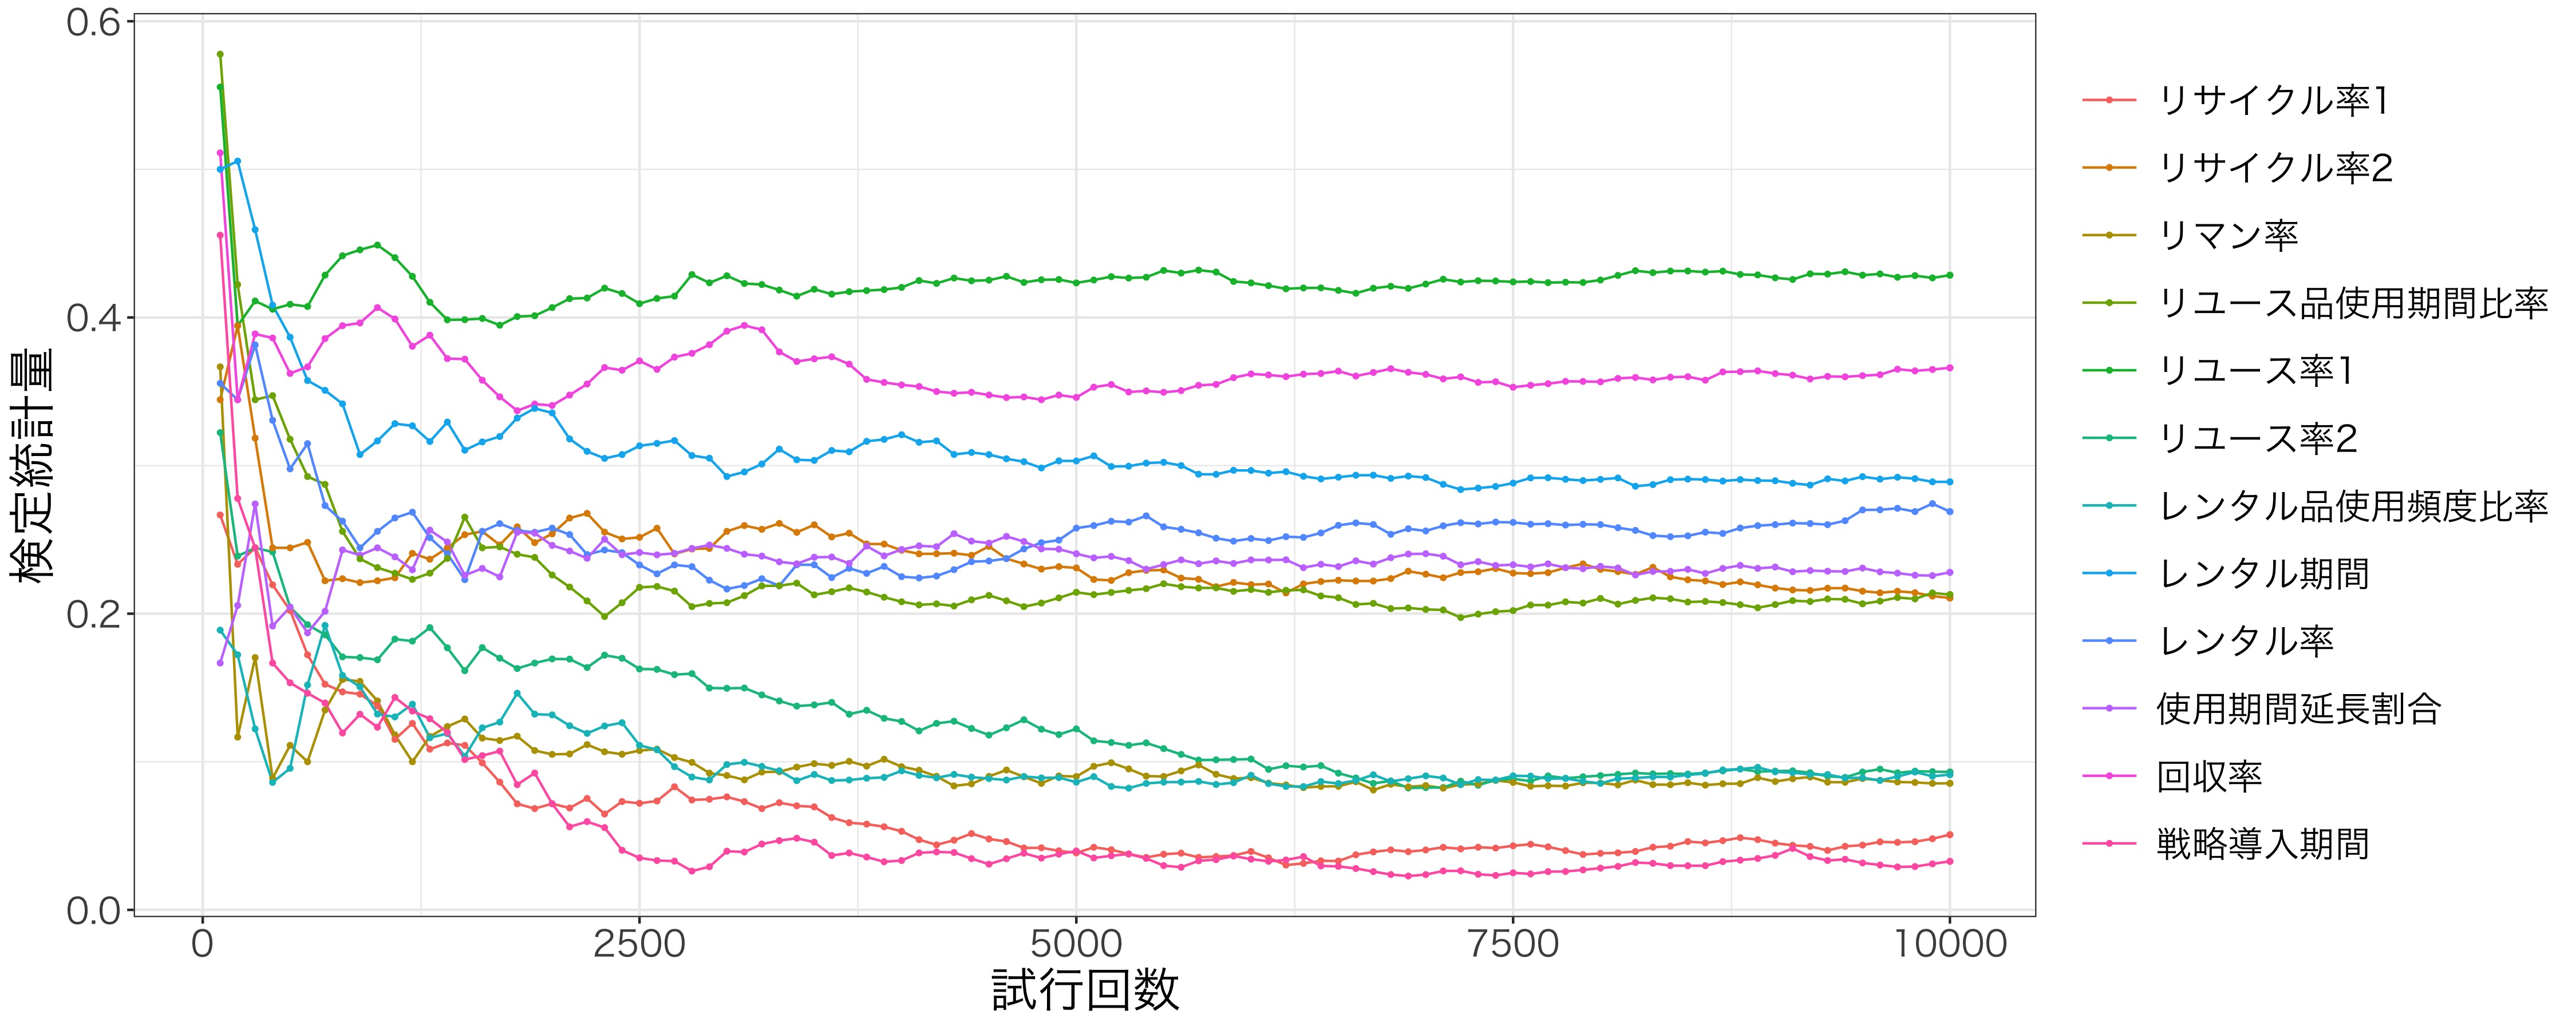 検定統計量
0.6
0.4
0.2
0.0
0
2500
5000
7500
10000
試行回数
リサイクル率1
リサイクル率2
リマン率
リユース品使用期間比率
リユース率1
リユース率2
レンタル品使用頻度比率
レンタル期間
レンタル率
使用期間延長割合
回収率
戦略導入期間